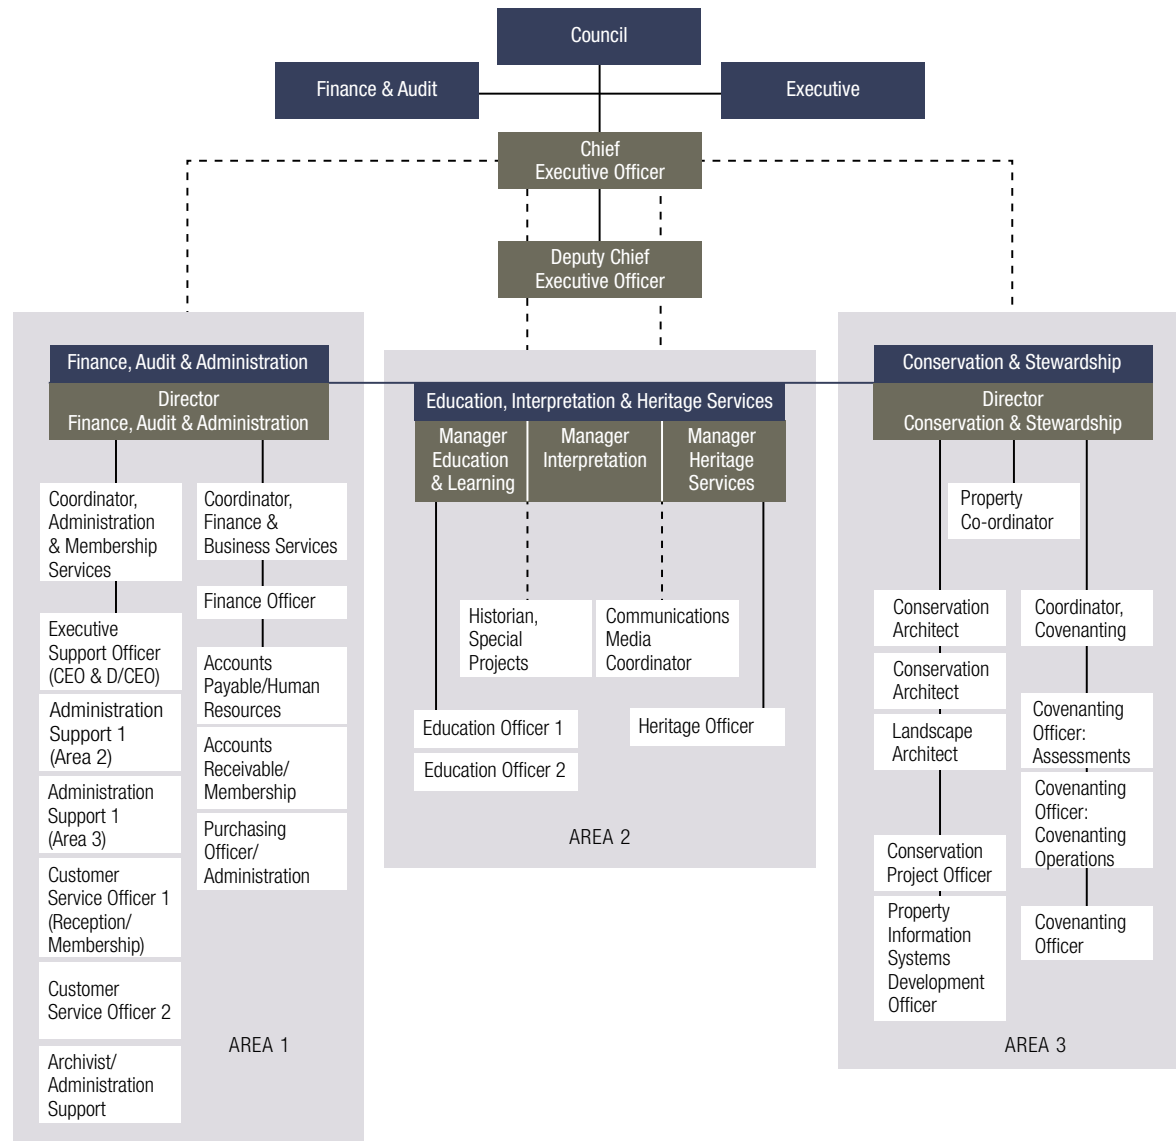 Council
Finance & Audit
Executive
Chief
Executive Officer
Deputy Chief
Executive Officer
Finance, Audit & Administration
Director
Finance, Audit & Administration
Coordinator,
Administration
& Membership
Services
Executive
Support Officer
(CEO & D/CEO)
Administration
Support 1
(Area 2)
Administration
Support 1
(Area 3)
Customer
Service Officer 1
(Reception/
Membership)
Customer
Service Officer 2
Archivist/
Administration
Support
Coordinator,
Finance &
Business Services
Finance Officer
Accounts
Payable/Human
Resources
Accounts
Receivable/
Membership
Purchasing
Officer/
Administration
AREA 1
Education, Interpretation & Heritage Services
Manager
Education
& Learning
Manager
Interpretation
Manager
Heritage
Services
Historian,
Special
Projects
Communications
Media
Coordinator
Education Officer 1
Education Officer 2
Heritage Officer
AREA 2
Conservation & Stewardship
Director
Conservation & Stewardship
Property
Co-ordinator
Conservation
Architect
Conservation
Architect
Landscape
Architect
Conservation
Project Officer
Property
Information
Systems
Development
Officer
Coordinator,
Covenanting
Covenanting
Officer:
Assessments
Covenanting
Officer:
Covenanting
Operations
Covenanting
Officer
AREA 3